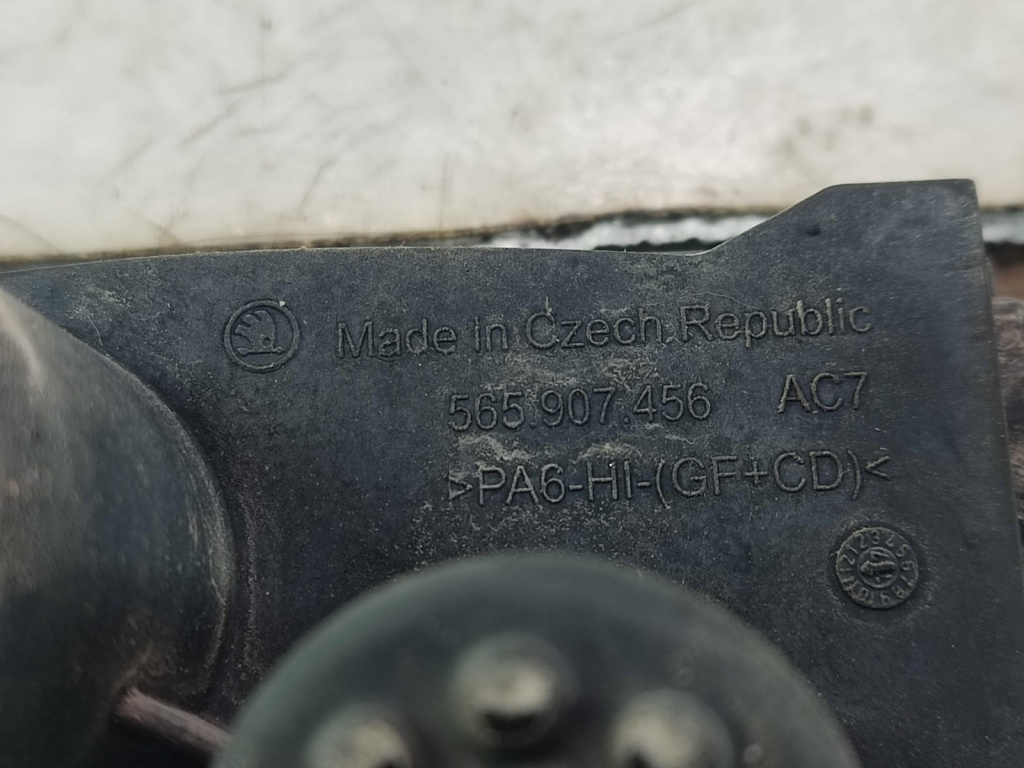 Made in Czech Republic
565.907.456 AC7
>PA6-HI-(GF+CD)<